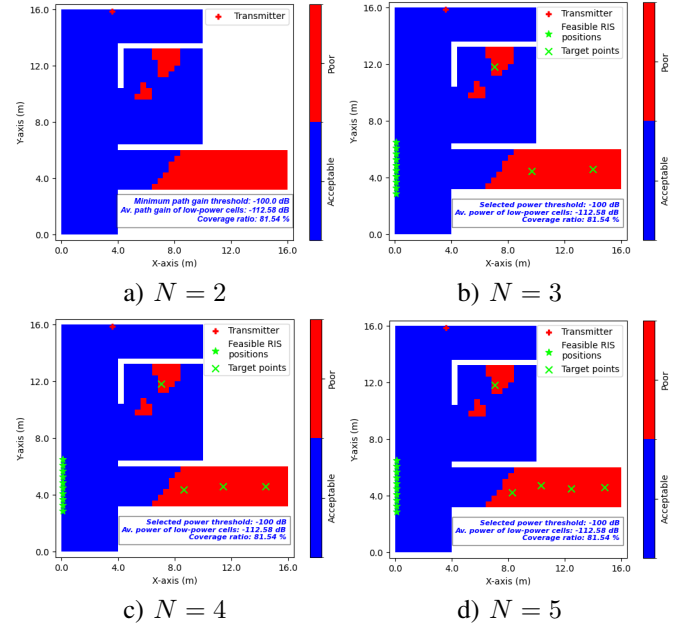 16.0
12.0
8.0
4.0
0.0
Y-axis (m)
0.0 4.0 8.0 12.0 16.0
X-axis (m)
Transmitter
Minimum path gain threshold: -100.0 dB
Av. path gain of low-power cells: -112.58 dB
Coverage ratio: 81.54 %
Poor
Acceptable
a) N = 2
16.0
12.0
8.0
4.0
0.0
Y-axis (m)
0.0 4.0 8.0 12.0 16.0
X-axis (m)
Transmitter
Feasible RIS
positions
Target points
Selected power threshold: -100 dB
Av. power of low-power cells: -112.58 dB
Coverage ratio: 81.54 %
Poor
Acceptable
b) N = 3
16.0
12.0
8.0
4.0
0.0
Y-axis (m)
0.0 4.0 8.0 12.0 16.0
X-axis (m)
Transmitter
Feasible RIS
positions
Target points
Selected power threshold: -100 dB
Av. power of low-power cells: -112.58 dB
Coverage ratio: 81.54 %
Poor
Acceptable
c) N = 4
16.0
12.0
8.0
4.0
0.0
Y-axis (m)
0.0 4.0 8.0 12.0 16.0
X-axis (m)
Transmitter
Feasible RIS
positions
Target points
Selected power threshold: -100 dB
Av. power of low-power cells: -112.58 dB
Coverage ratio: 81.54 %
Poor
Acceptable
d) N = 5